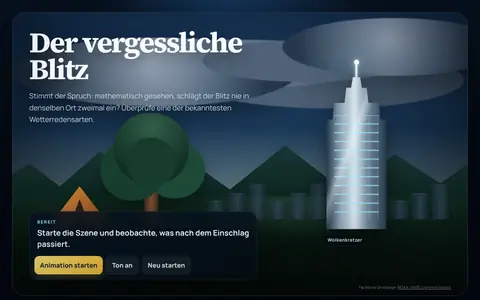 Der vergessliche
Blitz
Stimmt der Spruch: mathematisch gesehen, schlägt der Blitz nie in
denselben Ort zweimal ein? Überprüfe eine der bekanntesten
Wetterredensarten.
BEREIT
Starte die Szene und beobachte, was nach dem Einschlag
passiert.
Animation starten
Ton an
Neu starten
Wolkenkratzer